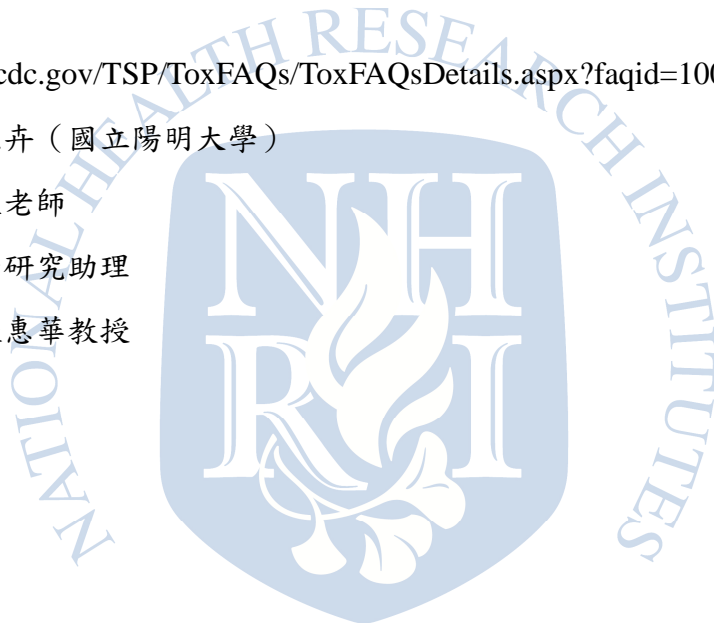 cdc.gov/TSP/ToxFAQs/ToxFAQsDetails.aspx?faqid=100
卉（國立陽明大學）
老師
研究助理
惠華教授
NATIONAL HEALTH RESEARCH INSTITUTES
NH
RI